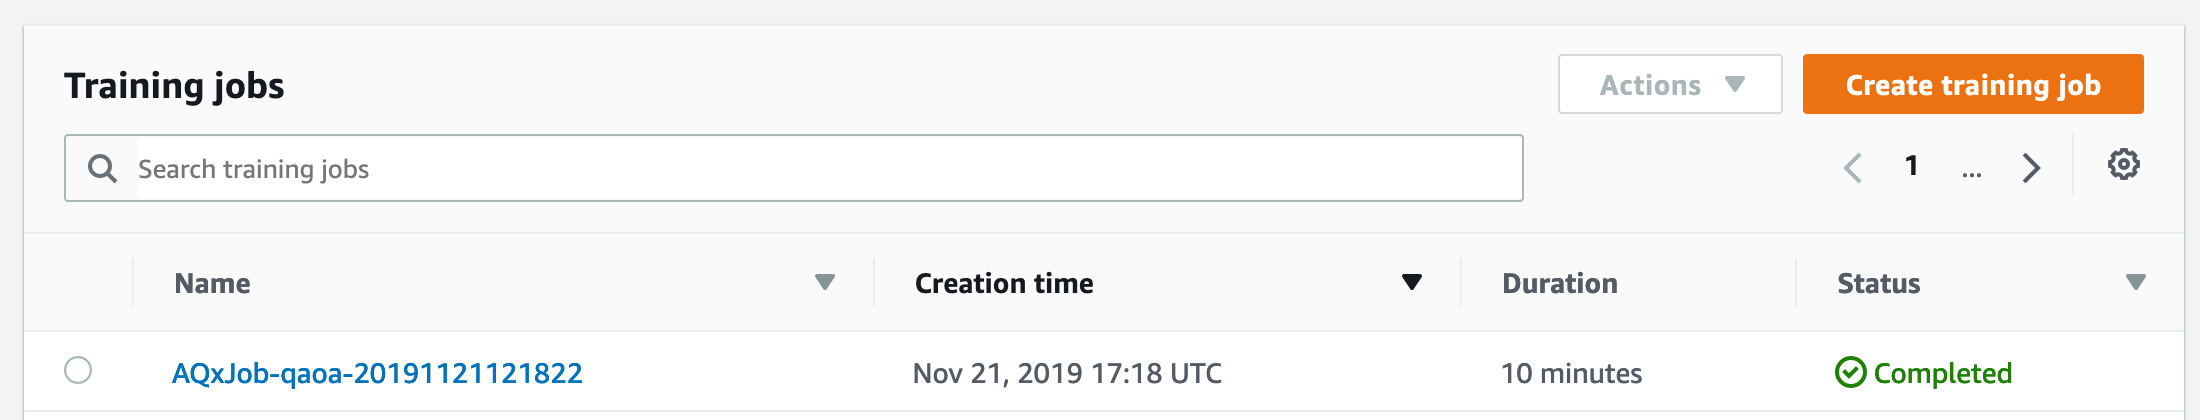 Training jobs
Actions
Create training job
Search training jobs
1 ...
Name Creation time Duration Status
AQxJob-qaoa-20191121121822 Nov 21, 2019 17:18 UTC 10 minutes Completed